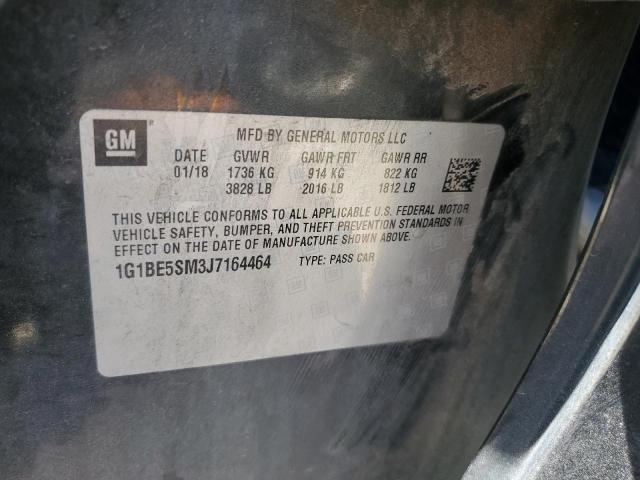 GM
MFD BY GENERAL MOTORS LLC
DATE GVWR GAWR FRT GAWR RR
01/18 1736 KG 914 KG 822 KG
3828 LB 2016 LB 1812 LB
THIS VEHICLE CONFORMS TO ALL APPLICABLE U.S. FEDERAL MOTOR
VEHICLE SAFETY, BUMPER, AND THEFT PREVENTION STANDARDS IN
EFFECT ON THE DATE OF MANUFACTURE SHOWN ABOVE.
1G1BE5SM3J7164464 TYPE: PASS CAR